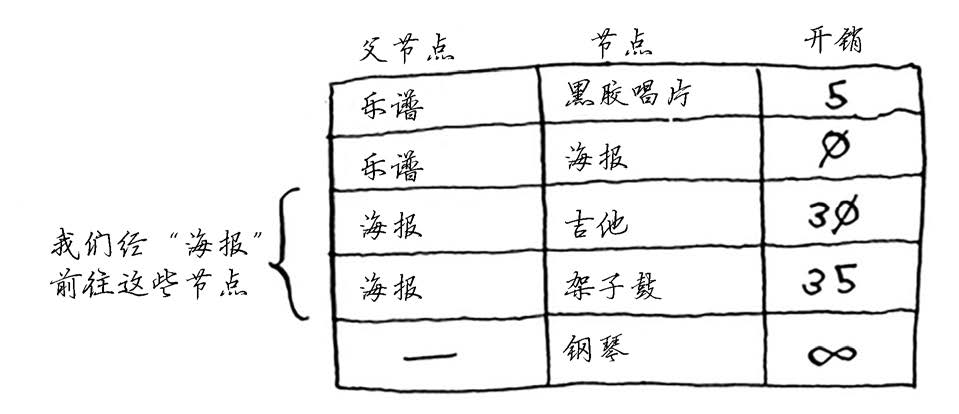 父节点 节点 开销
乐谱 黑胶唱片 5
乐谱 海报 0
海报 吉他 30
海报 架子鼓 35
— 钢琴 ∞
我们经“海报”
前往这些节点